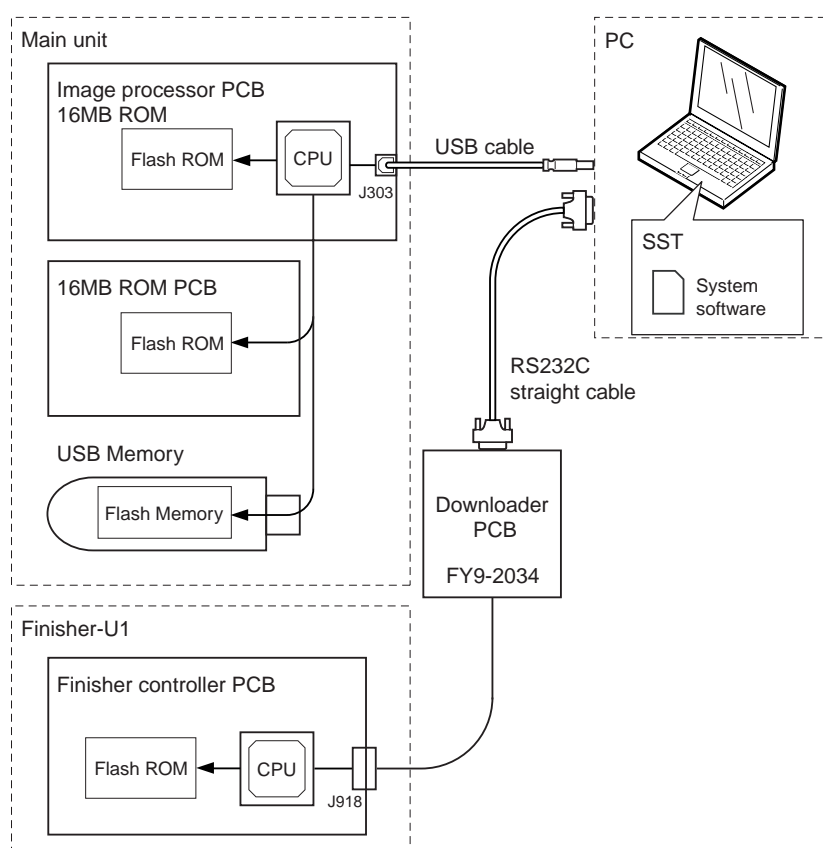 Main unit
Image processor PCB
16MB ROM
Flash ROM
CPU
J303
USB cable
PC
SST
System
software
16MB ROM PCB
Flash ROM
RS232C
straight cable
USB Memory
Flash Memory
Downloader
PCB
FY9-2034
Finisher-U1
Finisher controller PCB
Flash ROM
CPU
J918